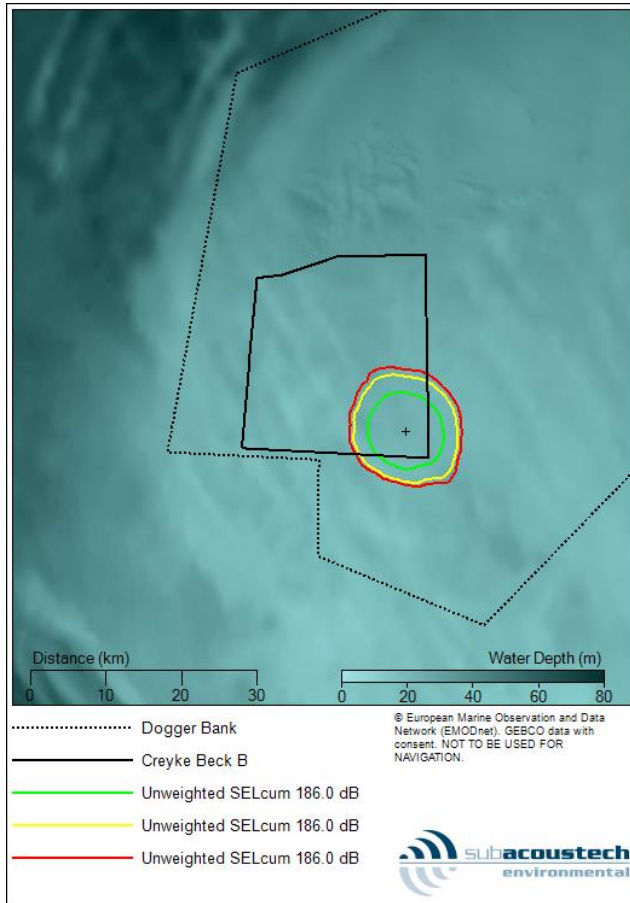 Distance (km)
0 10 20 30
Water Depth (m)
0 20 40 60 80
Dogger Bank
© European Marine Observation and Data
Network (EMODnet). GEBCO data with
consent. NOT TO BE USED FOR
NAVIGATION.
Creyke Beck B
Unweighted SELcum 186.0 dB
Unweighted SELcum 186.0 dB
Unweighted SELcum 186.0 dB
subacoustech
environmental